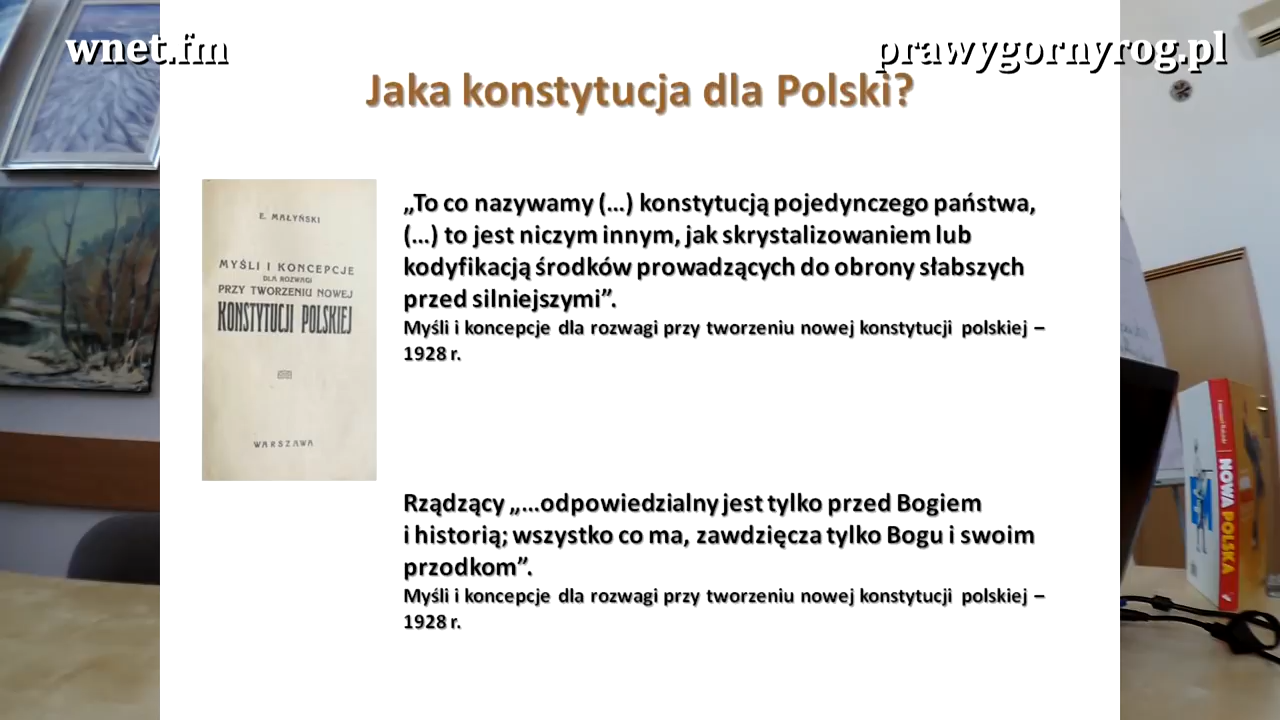 wnet.fm
prawygornyrog.pl
Jaka konstytucja dla Polski?
E. MAŁYŃSKI
MYŚLI I KONCEPCJE
DLA ROZWAGI
PRZY TWORZENIU NOWEJ
KONSTYTUCJI POLSKIEJ
WARSZAWA
„To co nazywamy (...) konstytucją pojedynczego państwa,
(...) to jest niczym innym, jak skrystalizowaniem lub
kodyfikacją środków prowadzących do obrony słabszych
przed silniejszymi”.
Myśli i koncepcje dla rozwagi przy tworzeniu nowej konstytucji polskiej –
1928 r.
Rządzący „...odpowiedzialny jest tylko przed Bogiem
i historią; wszystko co ma, zawdzięcza tylko Bogu i swoim
przodkom”.
Myśli i koncepcje dla rozwagi przy tworzeniu nowej konstytucji polskiej –
1928 r.
NOWA POLSKA